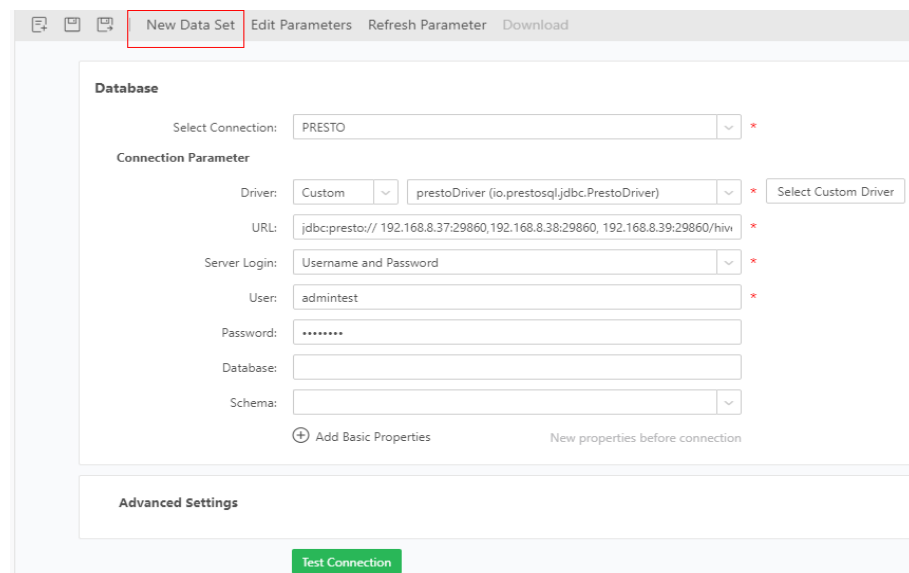 New Data Set Edit Parameters Refresh Parameter Download
Database
Select Connection: PRESTO *
Connection Parameter
Driver: Custom prestoDriver (io.prestosql.jdbc.PrestoDriver) * Select Custom Driver
URL: jdbc:presto:// 192.168.8.37:29860,192.168.8.38:29860, 192.168.8.39:29860/hive *
Server Login: Username and Password *
User: admintest *
Password: ••••••••
Database:
Schema:
Add Basic Properties New properties before connection
Advanced Settings
Test Connection